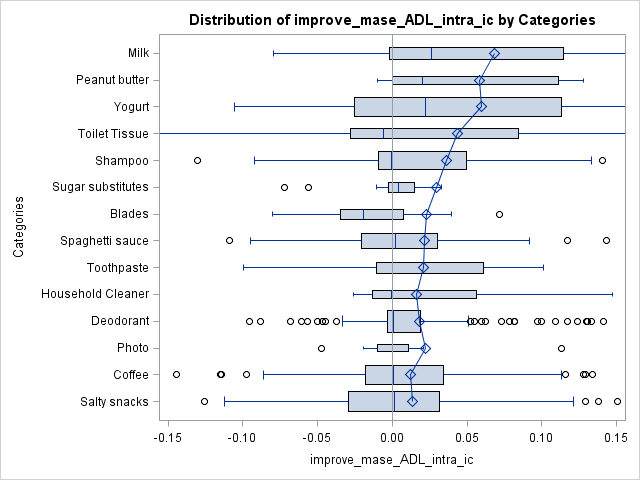 Distribution of improve_mase_ADL_intra_ic by Categories
Milk
Peanut butter
Yogurt
Toilet Tissue
Shampoo
Sugar substitutes
Blades
Spaghetti sauce
Toothpaste
Household Cleaner
Deodorant
Photo
Coffee
Salty snacks
Categories
-0.15 -0.10 -0.05 0.00 0.05 0.10 0.15
improve_mase_ADL_intra_ic